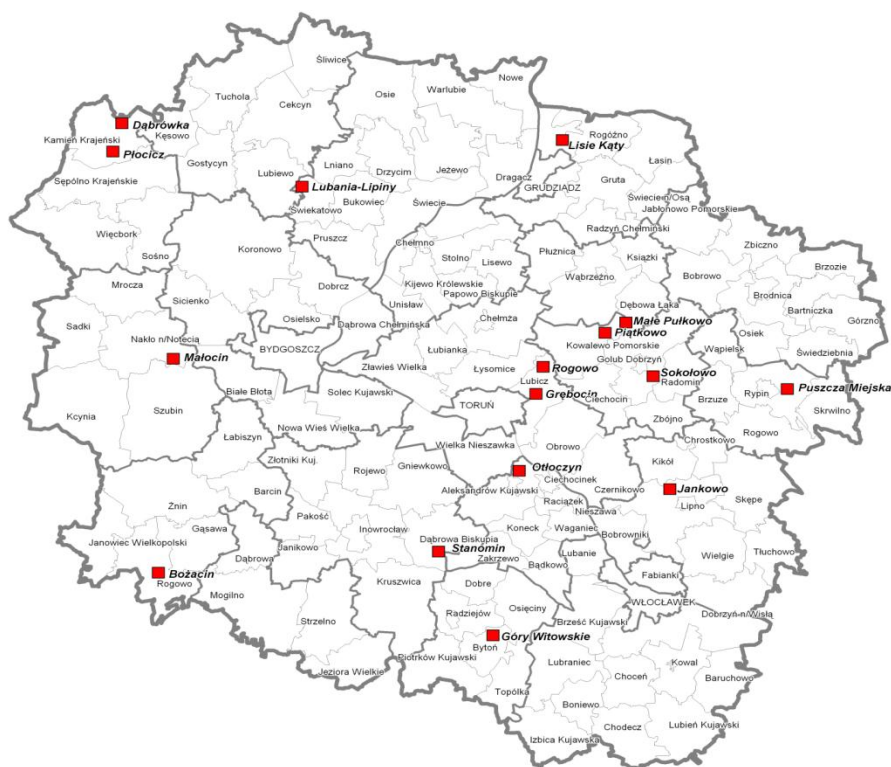 Śliwice
Nowe
Tuchola
Osie
Warlubie
Cekcyn
Dąbrówka
Kęsowo
Rogóźno
Kamień Krajeński
Lisie Kąty
Płocicz
Gostycyn
Lniano
Drzycim
Jeżewo
Łasin
Lubiewo
Dragacz
Gruta
Sępólno Krajeńskie
Lubania-Lipiny
GRUDZIĄDZ
Bukowiec
Świecie
Świecie n/Osą
Świekatowo
Jabłonowo Pomorskie
Więcbork
Pruszcz
Chełmno
Radzyń Chełmiński
Zbiczno
Sośno
Koronowo
Stolno
Płużnica
Książki
Lisewo
Brzozie
Wąbrzeźno
Bobrowo
Mrocza
Dobrcz
Kijewo Królewskie
Sicienko
Unisław
Papowo Biskupie
Brodnica
Dębowa Łąka
Bartniczka
Osielsko
Chełmża
Małe Pułkowo
Górzno
Sadki
Dąbrowa Chełmińska
Piątkowo
Nakło n/Notecią
Kowalewo Pomorskie
Osiek
Wąpielsk
BYDGOSZCZ
Łubianka
Świedziebnia
Małocin
Golub Dobrzyń
Zławieś Wielka
Łysomice
Rogowo
Sokołowo
Radomin
Lubicz
Puszcza Miejska
Białe Błota
Solec Kujawski
Grębocin
Ciechocin
Brzuze
Rypin
TORUŃ
Skrwilno
Szubin
Kcynia
Nowa Wieś Wielka
Zbójno
Rogowo
Łabiszyn
Wielka Nieszawka
Obrowo
Chrostkowo
Złotniki Kuj.
Rojewo
Gniewkowo
Kikół
Otłoczyn
Ciechocinek
Barcin
Aleksandrów Kujawski
Czernikowo
Jankowo
Żnin
Raciążek
Skępe
Pakość
Nieszawa
Lipno
Gąsawa
Inowrocław
Koneck
Waganiec
Bobrowniki
Janowiec Wielkopolski
Dąbrowa Biskupia
Janikowo
Stanomin
Lubanie
Tłuchowo
Dąbrowa
Zakrzewo
Wielgie
Bądkowo
Bożacin
Fabianki
Rogowo
Kruszwica
Dobre
Mogilno
WŁOCŁAWEK
Osięciny
Radziejów
Dobrzyń n/Wisłą
Strzelno
Brześć Kujawski
Góry Witowskie
Bytoń
Lubraniec
Kowal
Piotrków Kujawski
Choceń
Jeziora Wielkie
Baruchowo
Topólka
Boniewo
Chodecz
Lubień Kujawski
Izbica Kujawska